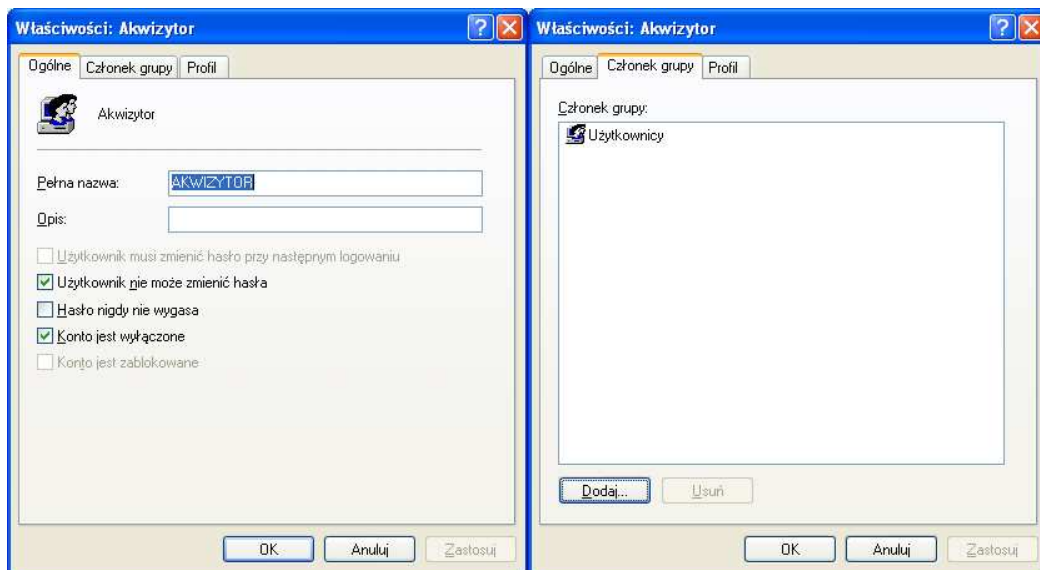 Właściwości: Akwizytor
Ogólne Członek grupy Profil
Akwizytor
Pełna nazwa: AKWIZYTOR
Opis:
Użytkownik musi zmienić hasło przy następnym logowaniu
Użytkownik nie może zmienić hasła
Hasło nigdy nie wygasa
Konto jest wyłączone
Konto jest zablokowane
OK Anuluj Zastosuj
Właściwości: Akwizytor
Ogólne Członek grupy Profil
Członek grupy:
Użytkownicy
Dodaj... Usuń
OK Anuluj Zastosuj